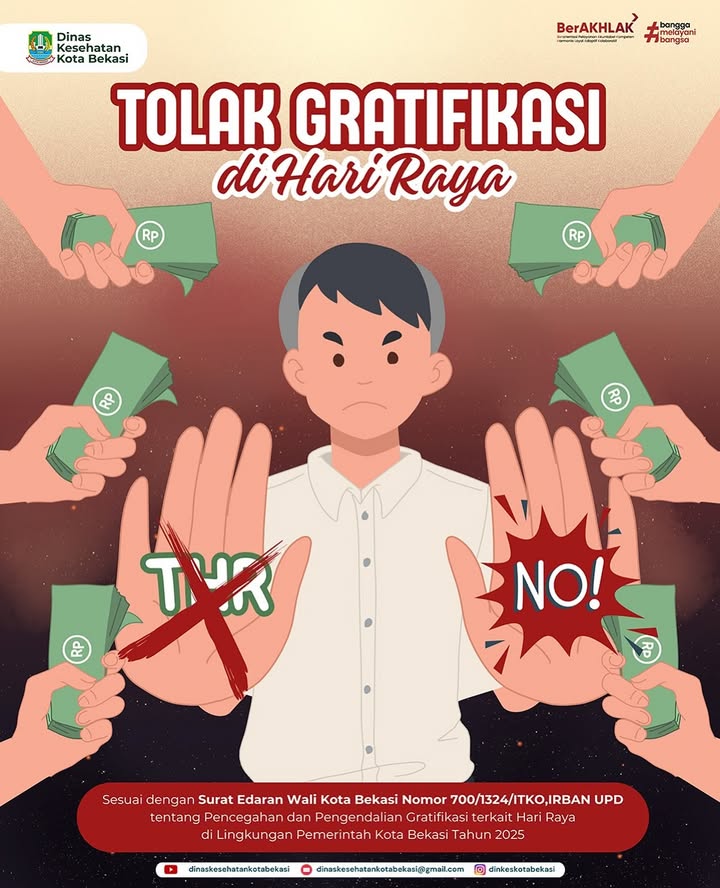 Dinas
Kesehatan
Kota Bekasi
BerAKHLAK
#bangga
melayani
bangsa
TOLAK GRATIFIKASI
di Hari Raya
RP
RP
RP
RP
THR
NO!
RP
RP
Sesuai dengan Surat Edaran Wali Kota Bekasi Nomor 700/1324/ITKO,IRBAN UPD
tentang Pencegahan dan Pengendalian Gratifikasi terkait Hari Raya
di Lingkungan Pemerintah Kota Bekasi Tahun 2025
dinaskesehatankotabekasi dinaskesehatankotabekasi@gmail.com dinkeskotabekasi